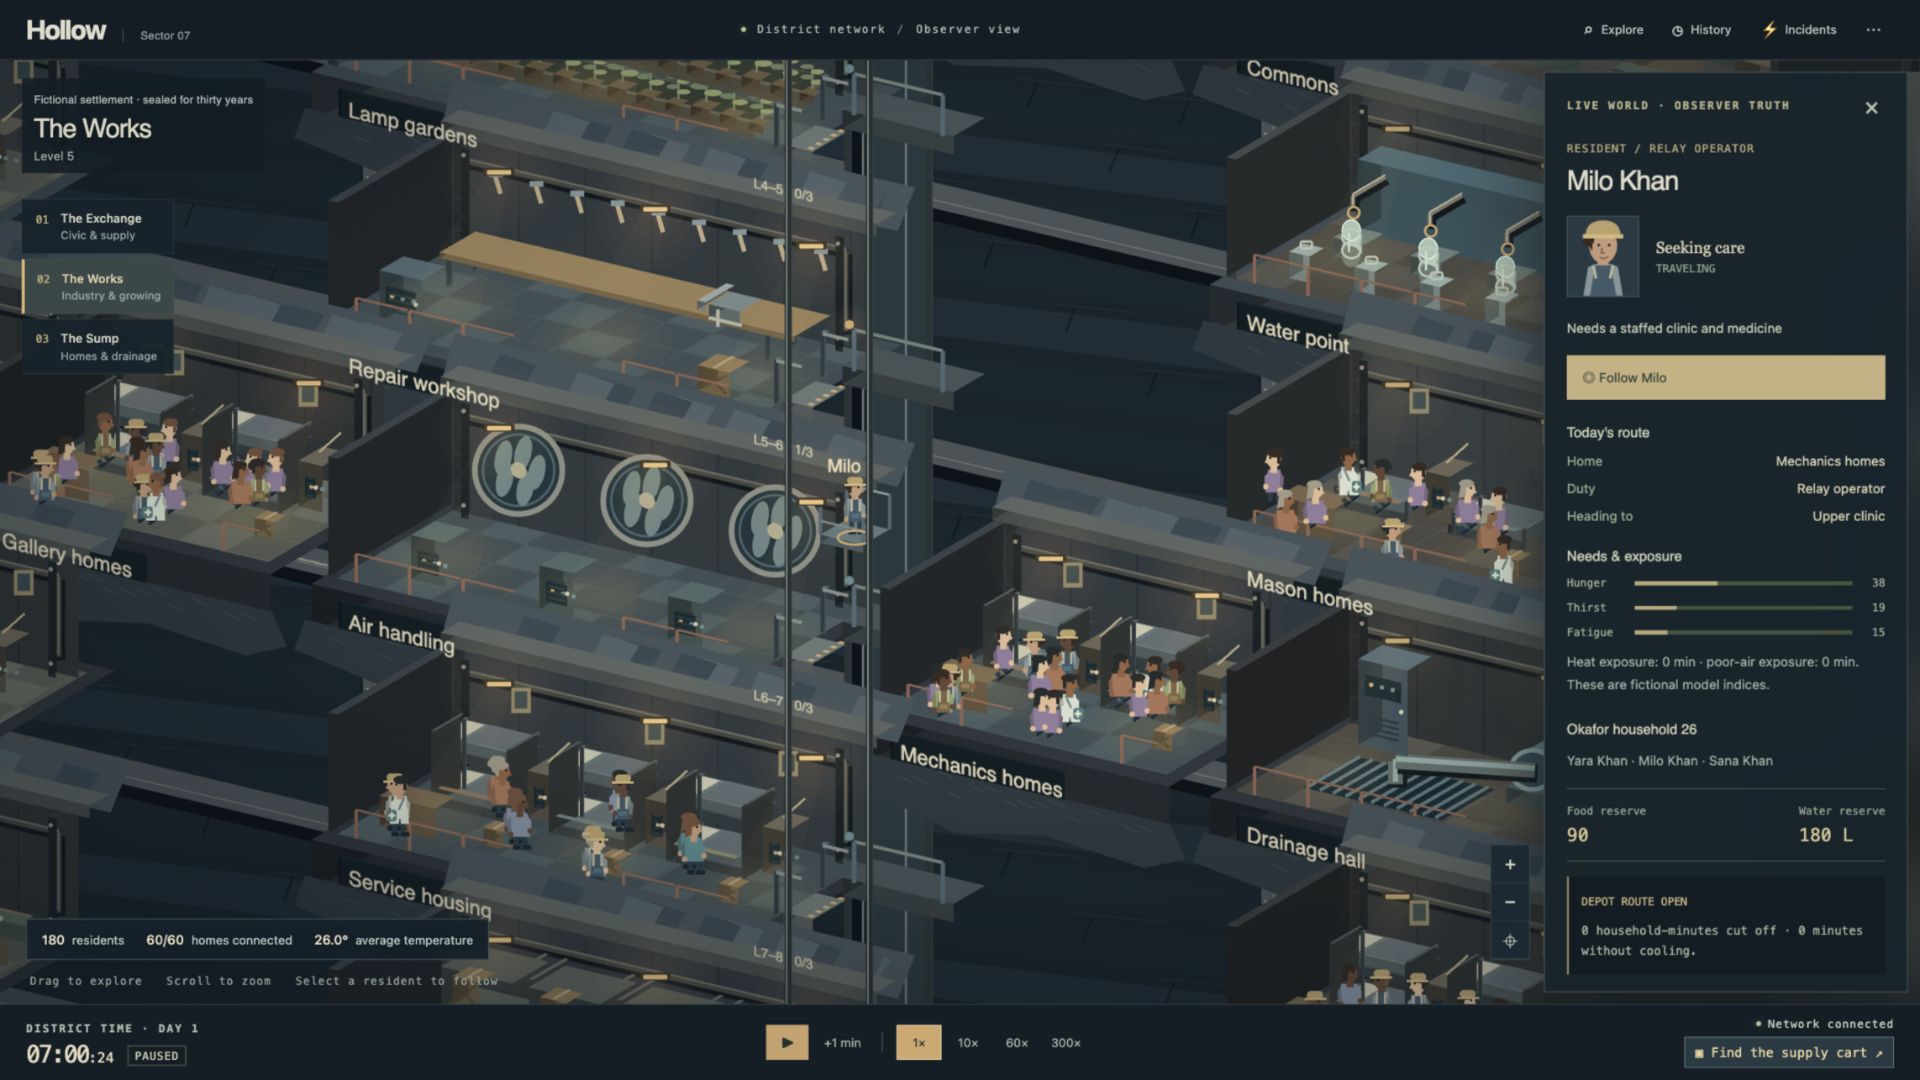 Hollow
Sector 07
District network / Observer view
Explore
History
Incidents
Fictional settlement · sealed for thirty years
The Works
Level 5
01 The Exchange
Civic & supply
02 The Works
Industry & growing
03 The Sump
Homes & drainage
Lamp gardens
Commons
L4–5 0/3
Repair workshop
Water point
L5–6 1/3
Milo
Gallery homes
Air handling
Mason homes
L6–7 0/3
Mechanics homes
Service housing
Drainage hall
L7–8 0/3
LIVE WORLD · OBSERVER TRUTH
RESIDENT / RELAY OPERATOR
Milo Khan
Seeking care
TRAVELING
Needs a staffed clinic and medicine
Follow Milo
Today's route
Home Mechanics homes
Duty Relay operator
Heading to Upper clinic
Needs & exposure
Hunger 38
Thirst 19
Fatigue 15
Heat exposure: 0 min · poor-air exposure: 0 min.
These are fictional model indices.
Okafor household 26
Yara Khan · Milo Khan · Sana Khan
Food reserve Water reserve
90 180 L
DEPOT ROUTE OPEN
0 household-minutes cut off · 0 minutes
without cooling.
180 residents 60/60 homes connected 26.0° average temperature
Drag to explore Scroll to zoom Select a resident to follow
DISTRICT TIME · DAY 1
07:00:24 PAUSED
+1 min 1× 10× 60× 300×
Network connected
Find the supply cart ↗